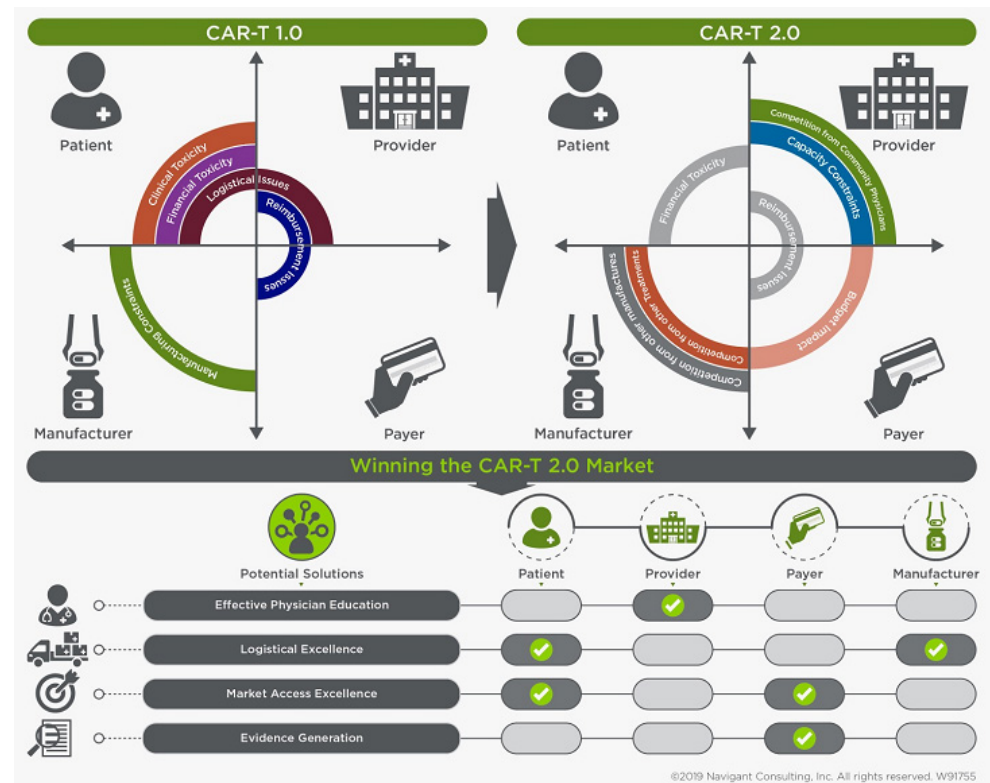 CAR-T 1.0
CAR-T 2.0
Patient
Provider
Clinical Toxicity
Financial Toxicity
Logistical Issues
Reimbursement Issues
Manufacturing Constraints
Manufacturer
Payer
Patient
Provider
Financial Toxicity
Competition from Community Physicians
Capacity Constraints
Reimbursement Issues
Competition from other Treatments
Competition from other manufactures
Budget Impact
Manufacturer
Payer
Winning the CAR-T 2.0 Market
Potential Solutions
Patient
Provider
Payer
Manufacturer
Effective Physician Education
Logistical Excellence
Market Access Excellence
Evidence Generation
©2019 Navigant Consulting, Inc. All rights reserved. W91755